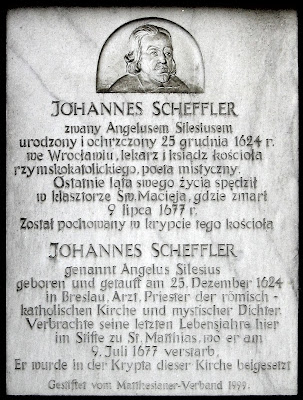 JOHANNES SCHEFFLER
zwany Angelusem Silesiusem
urodzony i ochrzczony 25 grudnia 1624 r.
we Wrocławiu, lekarz i ksiądz kościoła
rzymskokatolickiego, poeta mistyczny.
Ostatnie lata swego życia spędził
w klasztorze Św. Macieja, gdzie zmarł
9 lipca 1677 r.
Został pochowany w krypcie tego kościoła
JOHANNES SCHEFFLER
genannt Angelus Silesius
geboren und getauft am 25. Dezember 1624
in Breslau, Arzt, Priester der römisch-
katholischen Kirche und mystischer Dichter.
Verbrachte seine letzten Lebensjahre hier
im Stifte zu St. Matthias, wo er am
9. Juli 1677 verstarb.
Er wurde in der Krypta dieser Kirche beigesetzt
Gestiftet vom Matthesianer-Verband 1999.